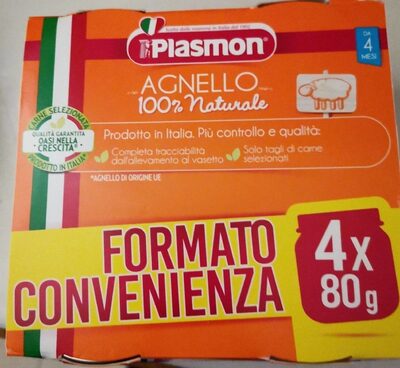 Plasmon
DA
4
MESI
AGNELLO
100% Naturale
CARNE SELEZIONATA
QUALITÀ GARANTITA
OASI NELLA
CRESCITA
PRODOTTO IN ITALIA
Prodotto in Italia. Più controllo e qualità:
Completa tracciabilità
dall'allevamento al vasetto
Solo tagli di carne
selezionati
*AGNELLO DI ORIGINE UE
FORMATO
CONVENIENZA
4x
80g